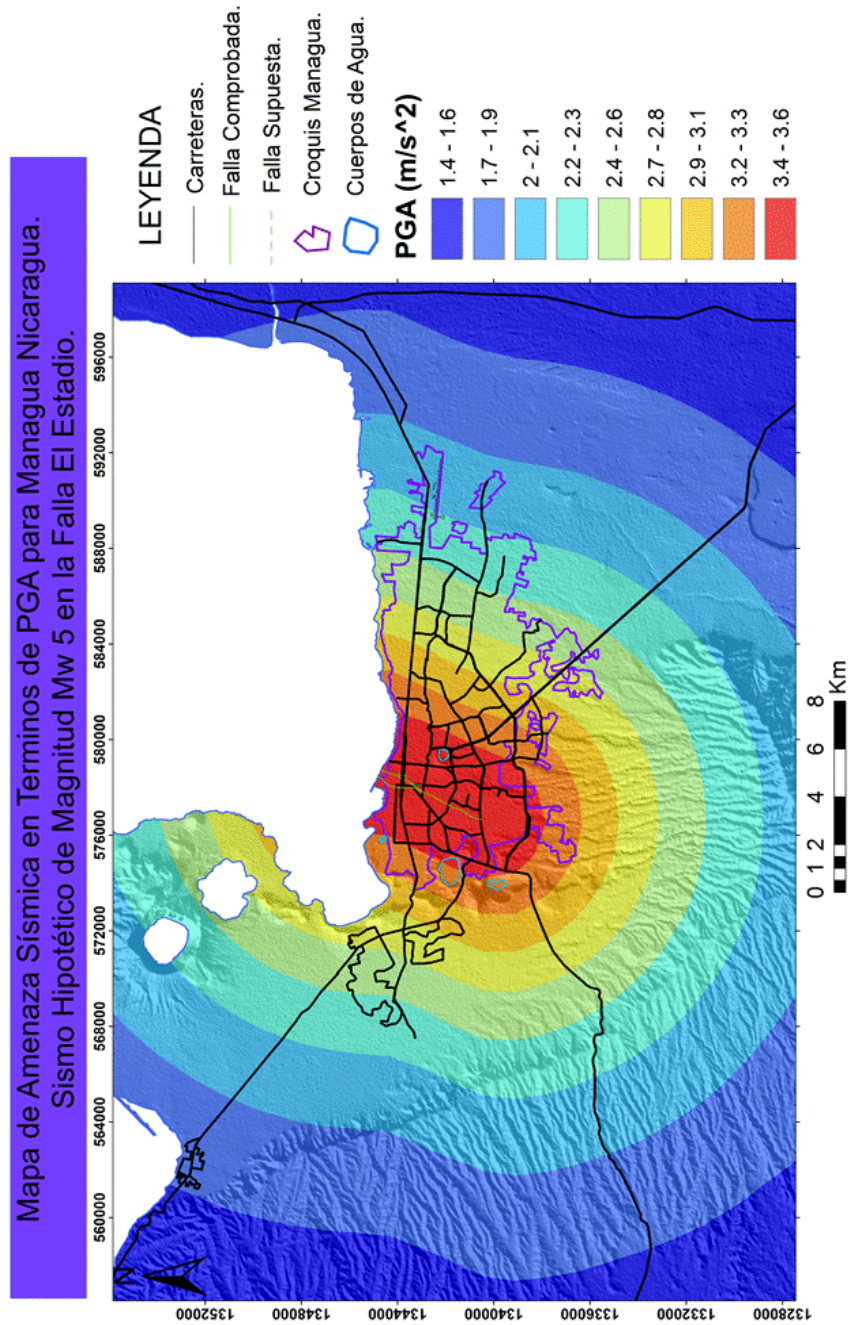 Mapa de Amenaza Sísmica en Terminos de PGA para Managua Nicaragua.
Sismo Hipotético de Magnitud Mw 5 en la Falla El Estadio.
560000 564000 568000 572000 576000 580000 584000 588000 592000 596000
1352000
1348000
1344000
1340000
1336000
1332000
1328000
N
LEYENDA
Carreteras.
Falla Comprobada.
Falla Supuesta.
Croquis Managua.
Cuerpos de Agua.
PGA (m/s^2)
1.4 - 1.6
1.7 - 1.9
2 - 2.1
2.2 - 2.3
2.4 - 2.6
2.7 - 2.8
2.9 - 3.1
3.2 - 3.3
3.4 - 3.6
0 1 2 4 6 8
Km